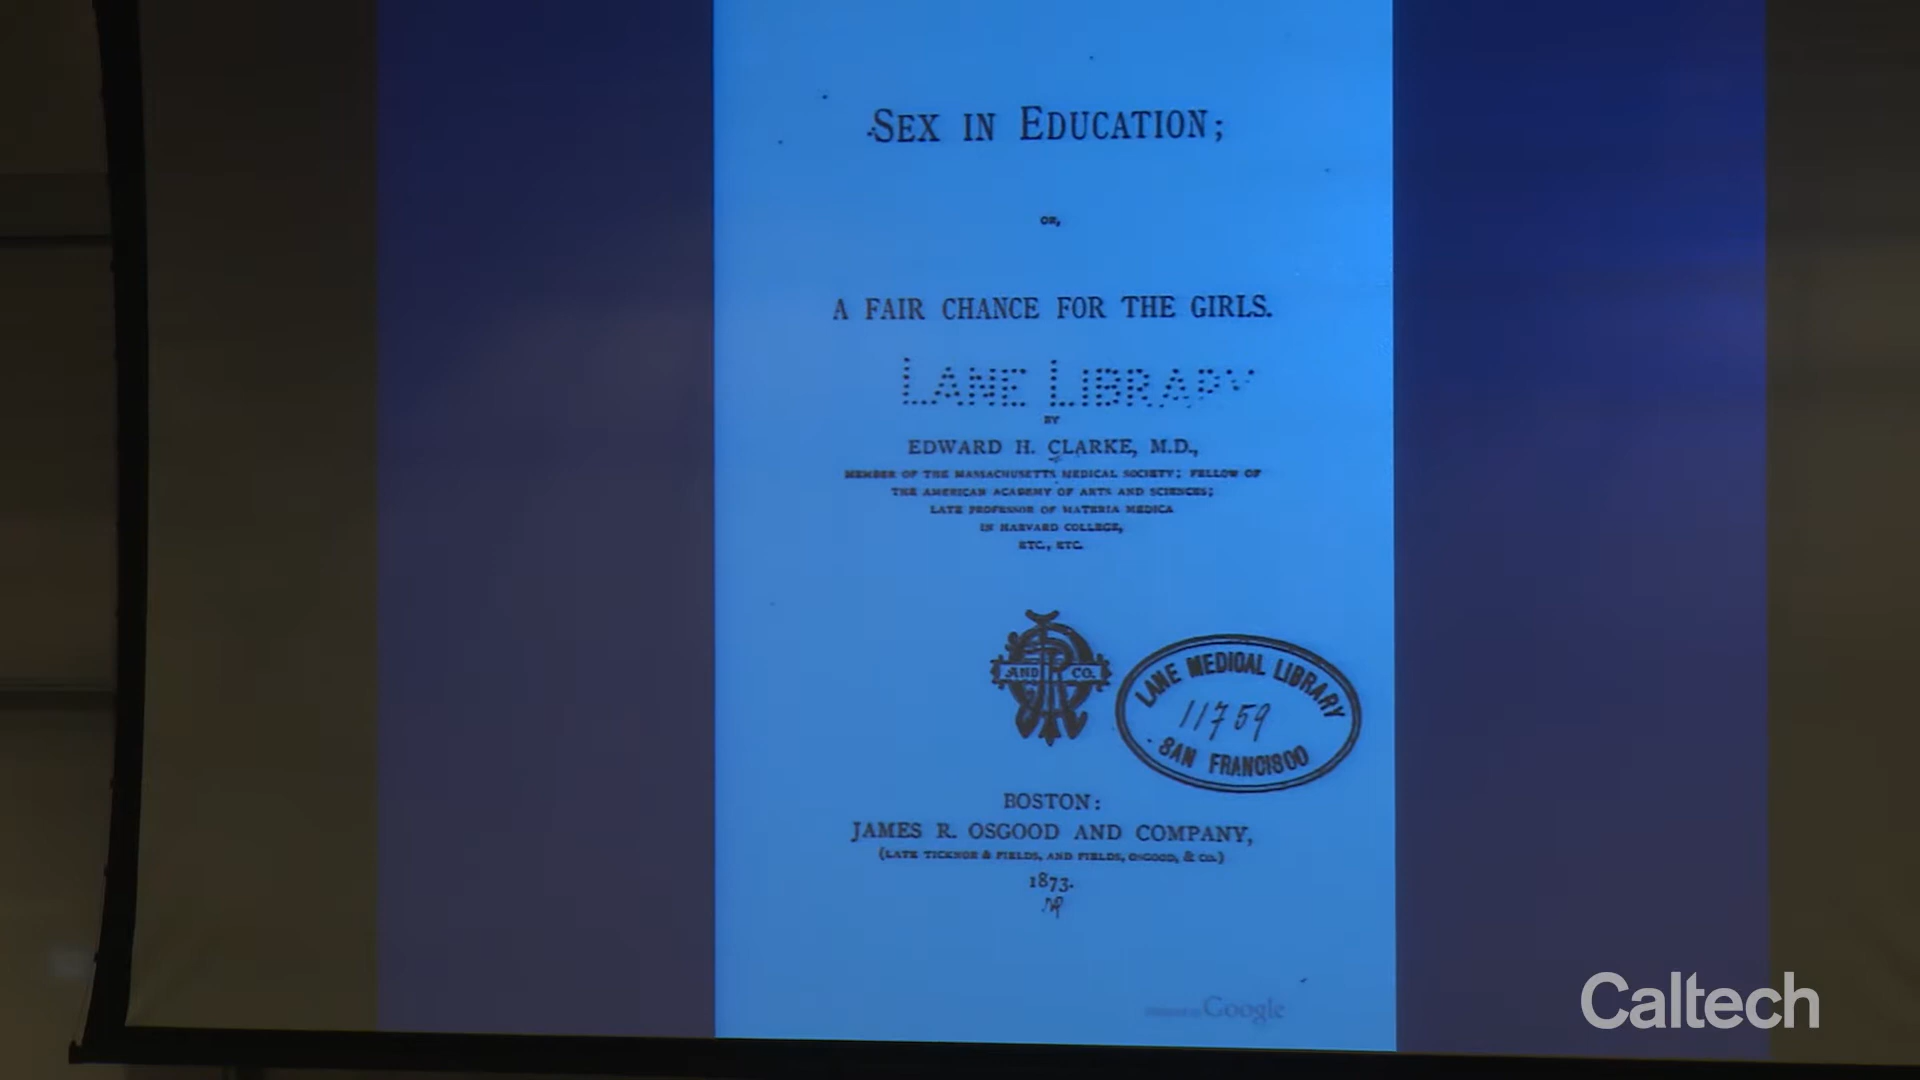 SEX IN EDUCATION;
OR,
A FAIR CHANCE FOR THE GIRLS.
LANE LIBRARY
BY
EDWARD H. CLARKE, M.D.,
MEMBER OF THE MASSACHUSETTS MEDICAL SOCIETY; FELLOW OF
THE AMERICAN ACADEMY OF ARTS AND SCIENCES;
LATE PROFESSOR OF MATERIA MEDICA
IN HARVARD COLLEGE,
ETC., ETC.
AND CO.
LANE MEDICAL LIBRARY
11759
SAN FRANCISCO
BOSTON:
JAMES R. OSGOOD AND COMPANY,
(LATE TICKNOR & FIELDS, AND FIELDS, OSGOOD, & CO.)
1873.
Google
Caltech